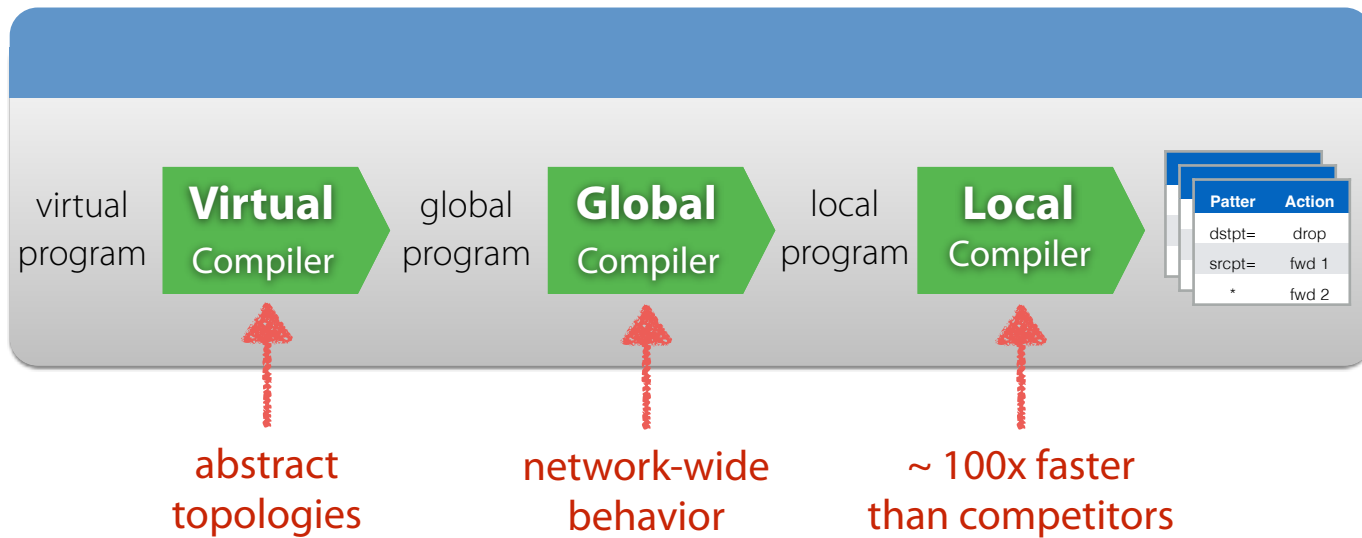 virtual
program
Virtual
Compiler
global
program
Global
Compiler
local
program
Local
Compiler
Patter Action
dstpt= drop
srcpt= fwd 1
* fwd 2
abstract
topologies
network-wide
behavior
~ 100x faster
than competitors